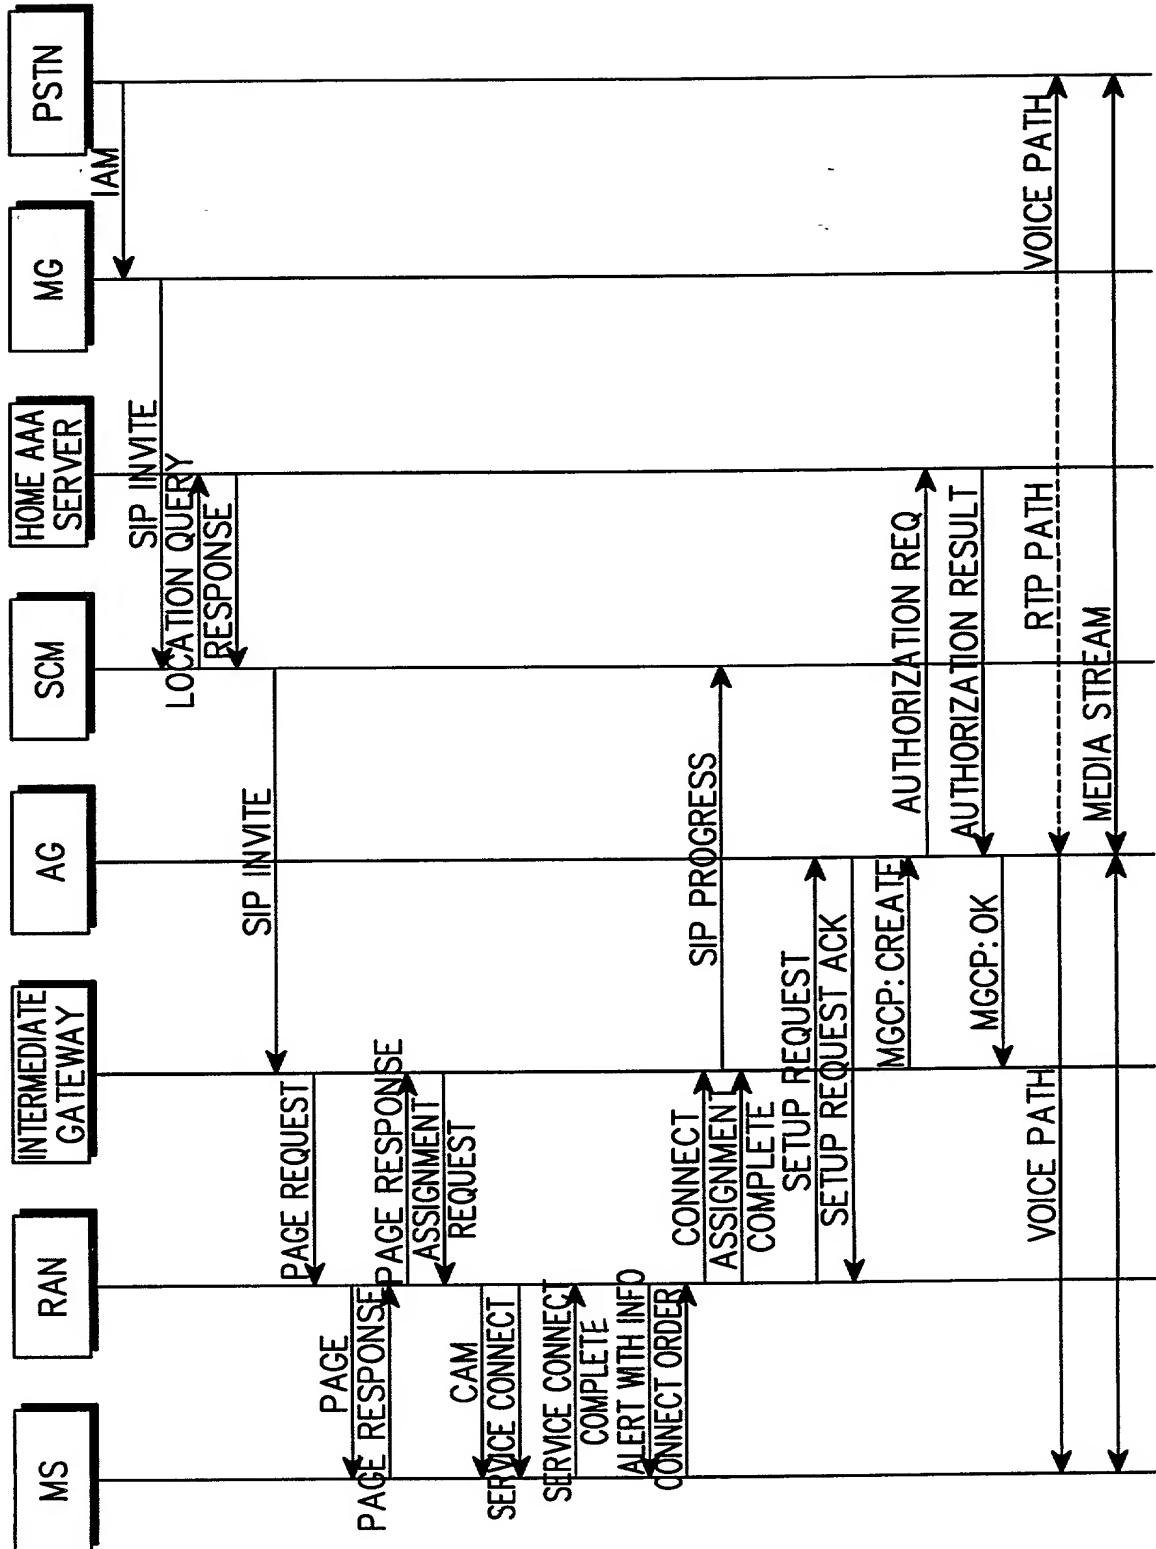 MS
RAN
INTERMEDIATE
GATEWAY
AG
SCM
HOME AAA
SERVER
MG
PSTN
IAM
SIP INVITE
LOCATION QUERY
RESPONSE
SIP INVITE
PAGE REQUEST
PAGE
PAGE RESPONSE
PAGE RESPONSE
ASSIGNMENT
REQUEST
CAM
SERVICE CONNECT
SERVICE CONNECT
COMPLETE
ALERT WITH INFO
CONNECT ORDER
CONNECT
ASSIGNMENT
COMPLETE
SIP PROGRESS
SETUP REQUEST
SETUP REQUEST ACK
MGCP: CREATE
AUTHORIZATION REQ
AUTHORIZATION RESULT
MGCP: OK
VOICE PATH
RTP PATH
VOICE PATH
MEDIA STREAM